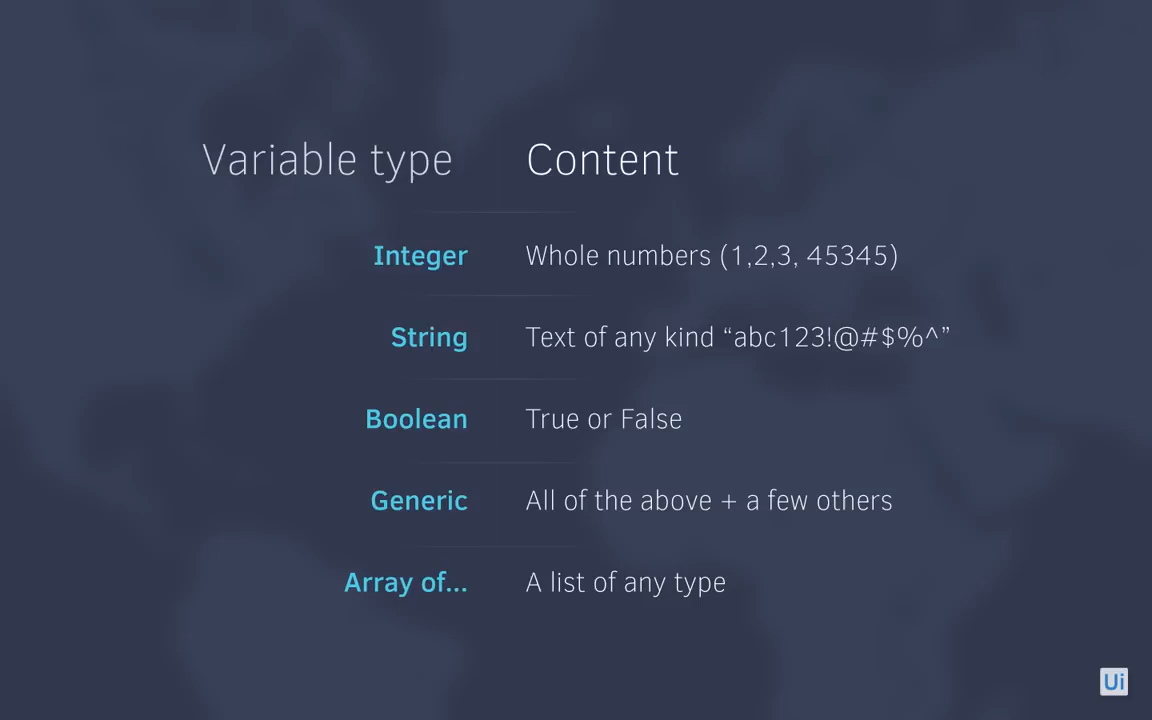 Variable type Content
Integer Whole numbers (1,2,3, 45345)
String Text of any kind “abc123!@#$%^”
Boolean True or False
Generic All of the above + a few others
Array of... A list of any type
Ui